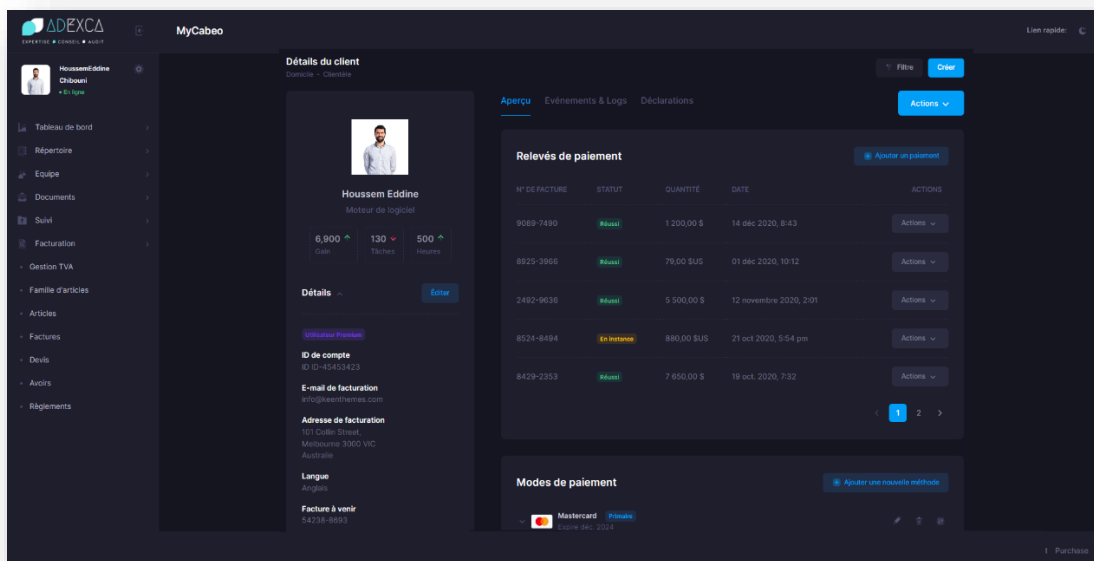 ADEXCA
EXPERTISE • CONSEIL • AUDIT
MyCabeo
Lien rapide:
HoussemEddine
Chibouni
• En ligne
Tableau de bord
Répertoire
Equipe
Documents
Suivi
Facturation
Gestion TVA
Famille d'articles
Articles
Factures
Devis
Avoirs
Règlements
Détails du client
Domicile - Clientèle
Filtre
Créer
Houssem Eddine
Moteur de logiciel
6,900 130 500
Gain Tâches Heures
Détails Éditer
Utilisateur Premium
ID de compte
ID ID-45453423
E-mail de facturation
info@keenthemes.com
Adresse de facturation
101 Collin Street,
Melbourne 3000 VIC
Australie
Langue
Anglais
Facture à venir
54238-8693
Aperçu Evénements & Logs Déclarations
Actions
Relevés de paiement
Ajouter un paiement
N° DE FACTURE STATUT QUANTITÉ DATE ACTIONS
9089-7490 Réussi 1 200,00 $ 14 déc 2020, 8:43 Actions
8925-3966 Réussi 79,00 $US 01 déc 2020, 10:12 Actions
2492-9636 Réussi 5 500,00 $ 12 novembre 2020, 2:01 Actions
8524-8494 En instance 880,00 $US 21 oct 2020, 5:54 pm Actions
8429-2353 Réussi 7 650,00 $ 19 oct. 2020, 7:32 Actions
1 2
Modes de paiement
Ajouter une nouvelle méthode
Mastercard Primaire
Expire déc. 2024
Purchase